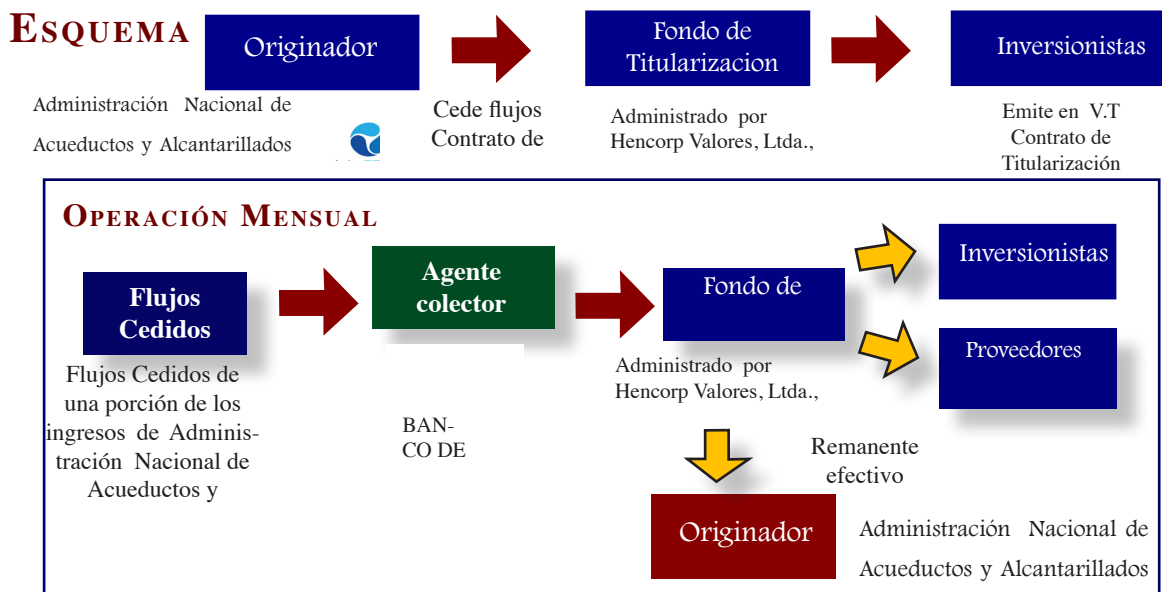 ESQUEMA
Originador
Fondo de
Titularizacion
Inversionistas
Administración Nacional de
Acueductos y Alcantarillados
Cede flujos
Contrato de
Administrado por
Hencorp Valores, Ltda.,
Emite en V.T
Contrato de
Titularización
OPERACIÓN MENSUAL
Flujos
Cedidos
Agente
colector
Fondo de
Inversionistas
Proveedores
Flujos Cedidos de
una porción de los
ingresos de Adminis-
tración Nacional de
Acueductos y
BAN-
CO DE
Administrado por
Hencorp Valores, Ltda.,
Remanente
efectivo
Originador
Administración Nacional de
Acueductos y Alcantarillados